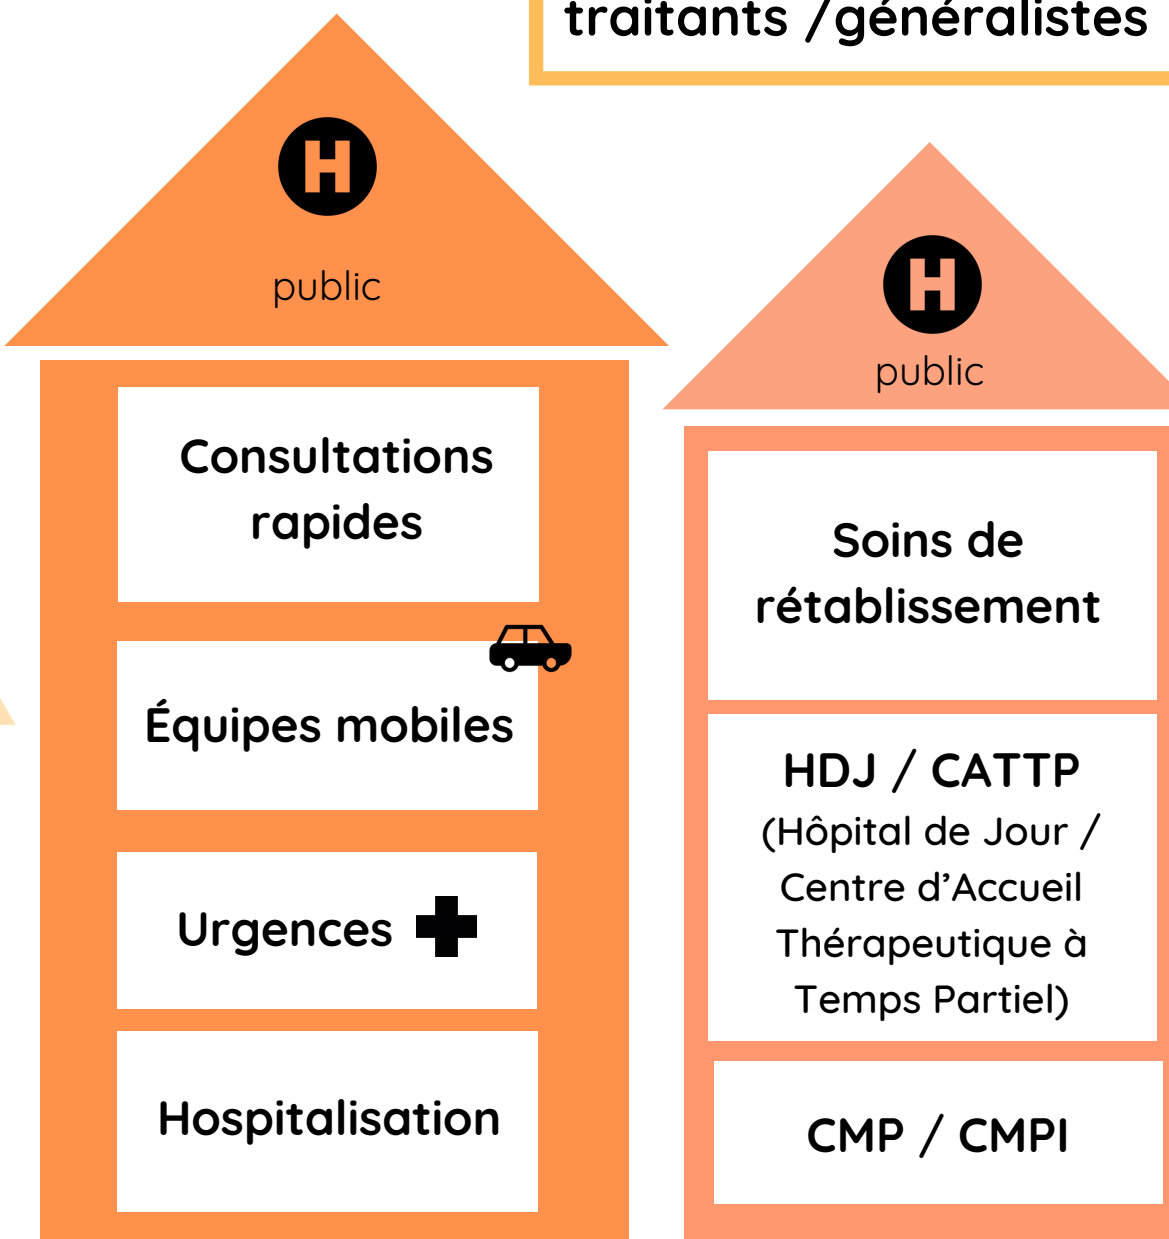 traitants /généralistes
H
public
Consultations
rapides
Équipes mobiles
Urgences
Hospitalisation
H
public
Soins de
rétablissement
HDJ / CATTP
(Hôpital de Jour /
Centre d’Accueil
Thérapeutique à
Temps Partiel)
CMP / CMPI